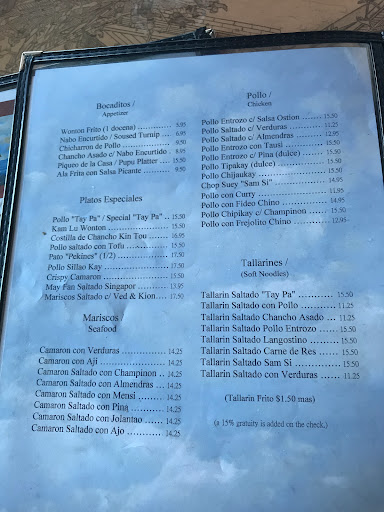 Bocaditos /
Appetizer
Wonton Frito (1 docena) ............ 5.95
Nabo Encurtido / Soused Turnip ... 6.95
Chicharron de Pollo .................. 9.50
Chancho Asado c/ Nabo Encurtido . 8.95
Piqueo de la Casa / Pupu Platter .... 15.50
Ala Frita con Salsa Picante .......... 9.50
Platos Especiales
Pollo "Tay Pa" / Special "Tay Pa" .. 15.50
Kam Lu Wonton ..................... 15.50
Costilla de Chancho Kin Tou ........ 16.95
Pollo saltado con Tofu ............... 15.50
Pato "Pekines" (1/2) ................. 17.50
Pollo Sillao Kay ...................... 17.50
Crispy Camaron ...................... 17.50
May Fan Saltado Singapor .......... 13.95
Mariscos Saltado c/ Ved & Kion .... 17.50
Mariscos /
Seafood
Camaron con Verduras ............. 14.25
Camaron con Aji .................... 14.25
Camaron Saltado con Champinon .. 14.25
Camaron Saltado con Almendras ... 14.25
Camaron Saltado con Mensi ........ 14.25
Camaron Saltado con Pina .......... 14.25
Camaron Saltado con Jolantao ...... 14.25
Camaron Saltado con Ajo ........... 14.25
Pollo /
Chicken
Pollo Entrozo c/ Salsa Ostion ....... 15.50
Pollo Saltado c/ Verduras ........... 11.25
Pollo Saltado c/ Almendras ......... 12.95
Pollo Entrozo con Tausi ............. 15.50
Pollo Entrozo c/ Pina (dulce) ....... 15.50
Pollo Tipakay (dulce) ............... 15.50
Pollo Chijaukay ..................... 15.50
Chop Suey "Sam Si" ................ 14.25
Pollo con Curry ..................... 11.95
Pollo con Fideo Chino .............. 14.95
Pollo Chipikay c/ Champinon ...... 15.50
Pollo con Frejolito Chino ........... 12.95
Tallarines /
(Soft Noodles)
Tallarin Saltado "Tay Pa" ........... 15.50
Tallarin Saltado con Pollo ........... 11.25
Tallarin Saltado Chancho Asado ... 11.25
Tallarin Saltado Pollo Entrozo ...... 15.50
Tallarin Saltado Langostino ......... 15.50
Tallarin Saltado Carne de Res ...... 15.50
Tallarin Saltado Sam Si ............. 15.50
Tallarin Saltado con Verduras ...... 11.25
(Tallarin Frito $1.50 mas)
(a 15% gratuity is added on the check.)